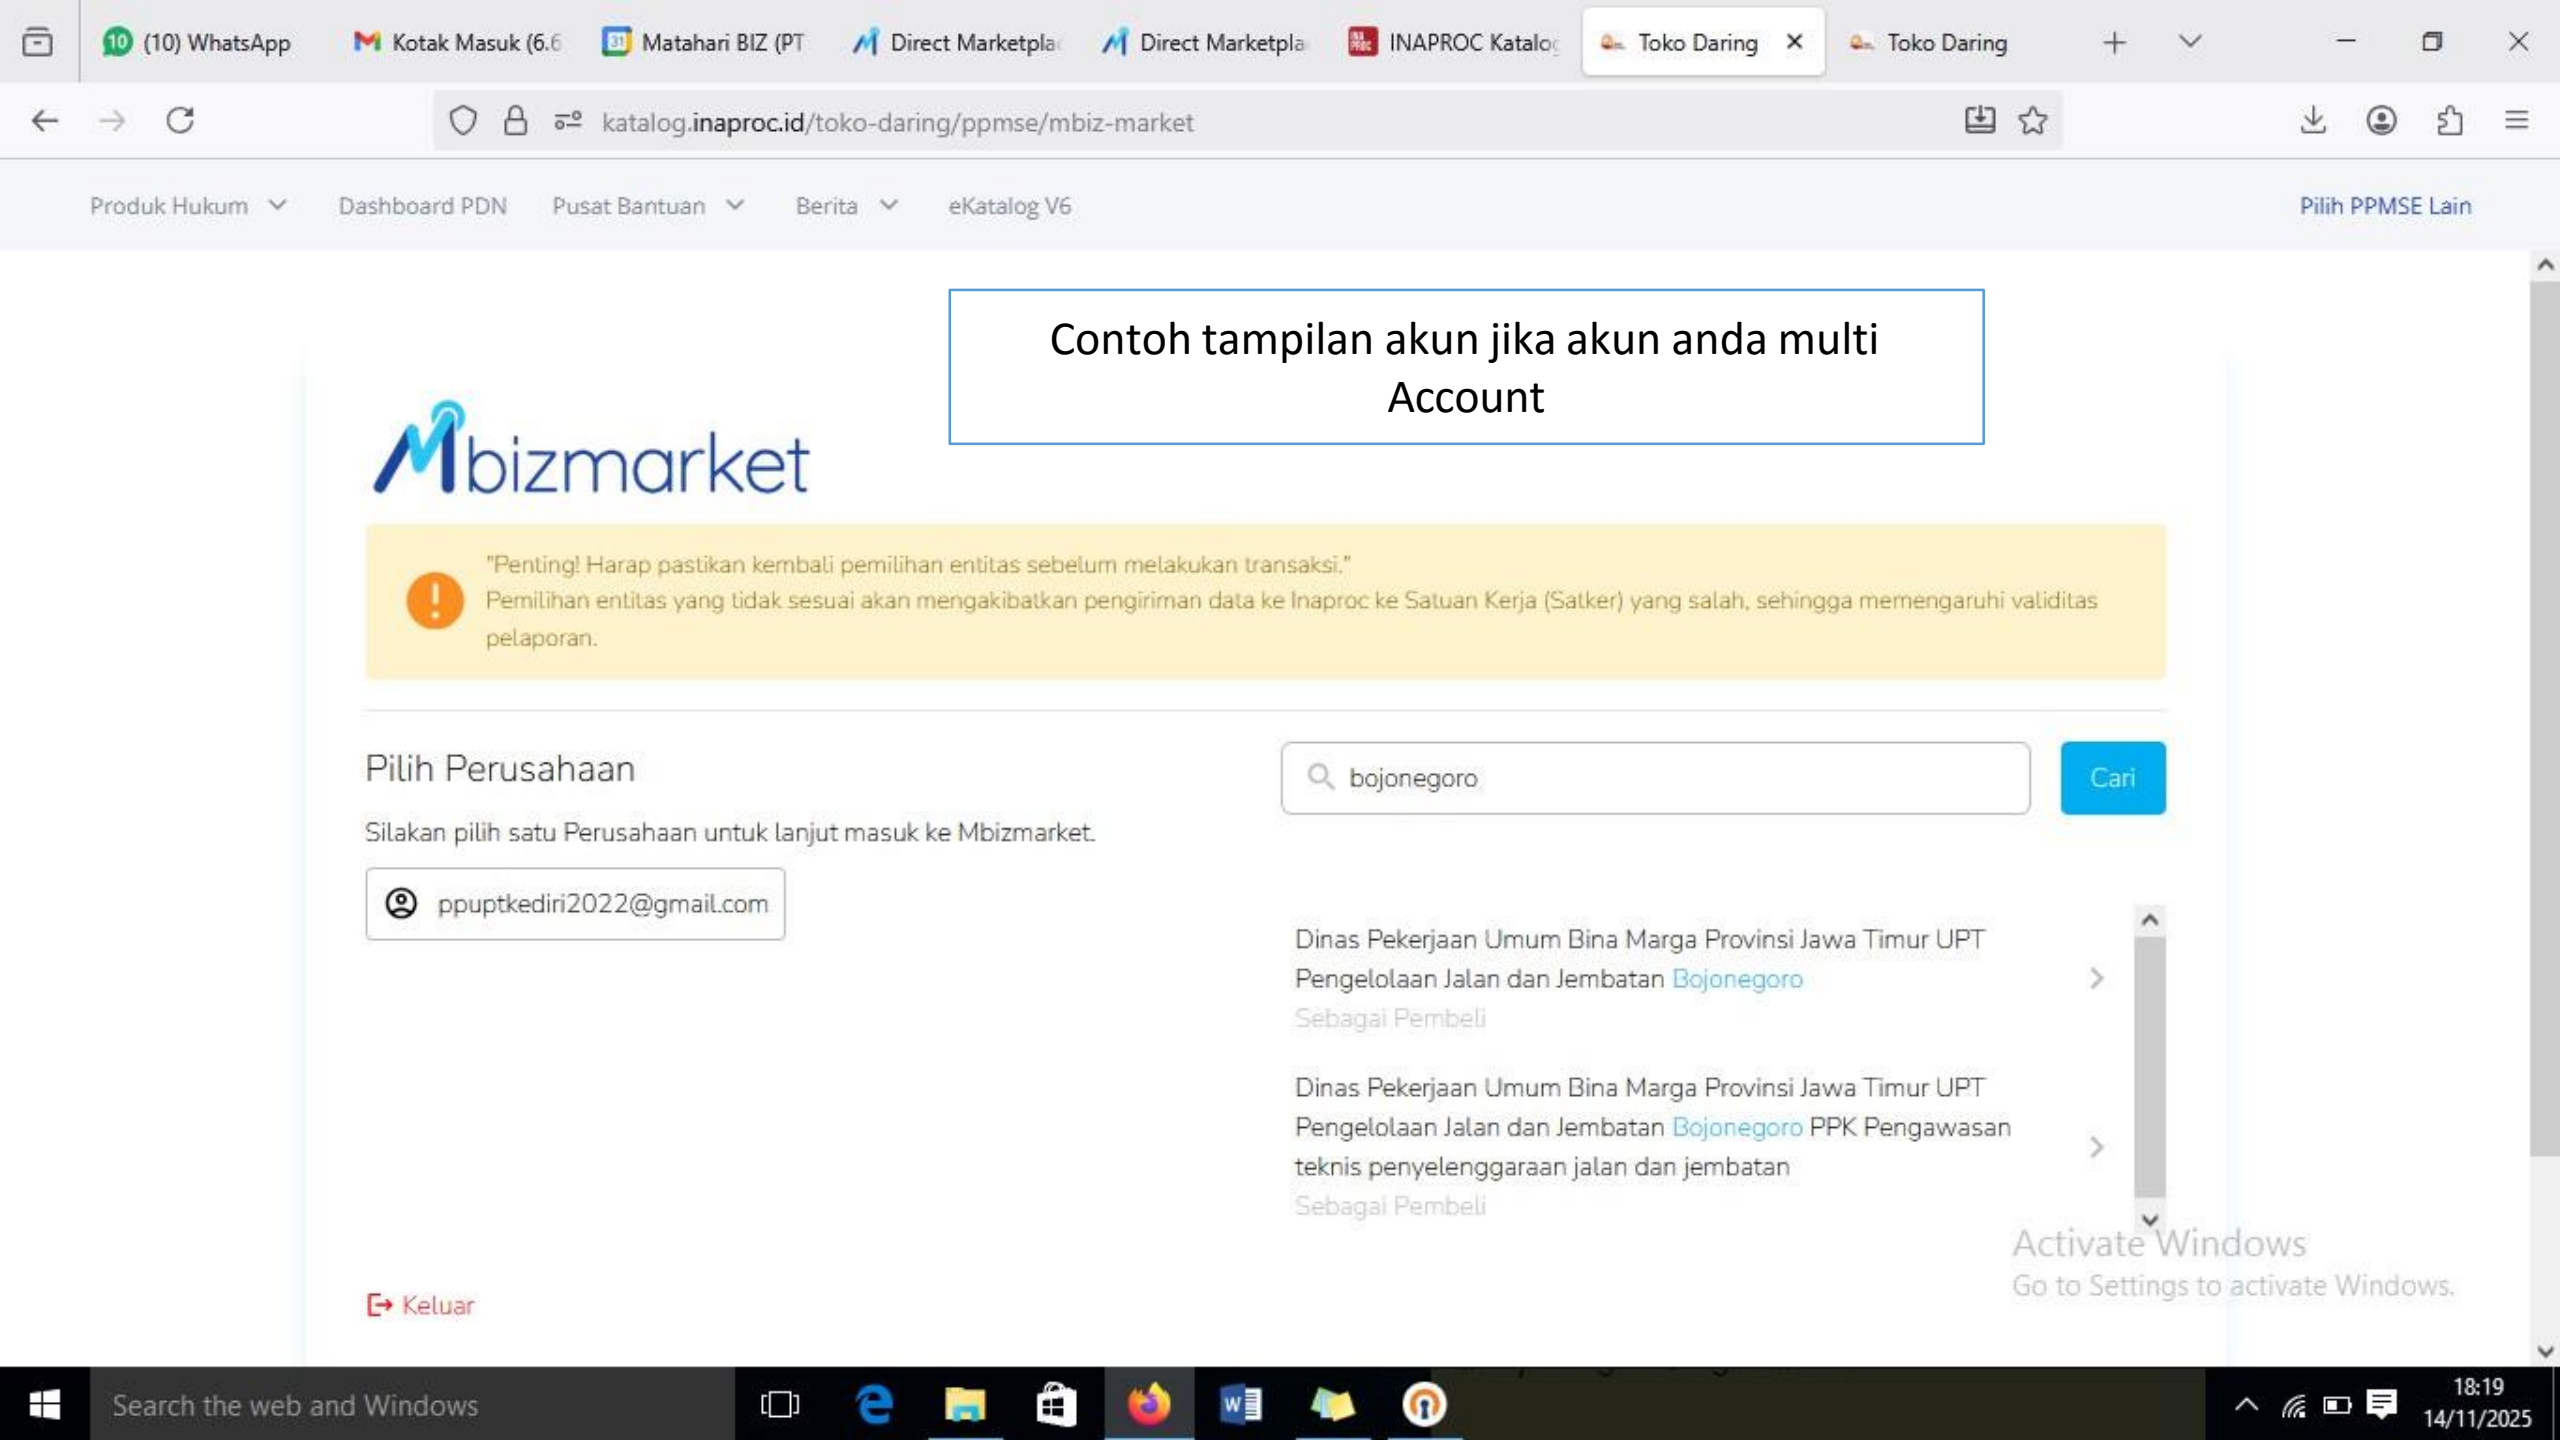 (10) WhatsApp
Kotak Masuk (6.6
Matahari BIZ (PT
Direct Marketpla
Direct Marketpla
INAPROC Katalo
Toko Daring
Toko Daring
katalog.inaproc.id/toko-daring/ppmse/mbiz-market
Produk Hukum
Dashboard PDN
Pusat Bantuan
Berita
eKatalog V6
Pilih PPMSE Lain
Contoh tampilan akun jika akun anda multi
Account
Mbizmarket
"Penting! Harap pastikan kembali pemilihan entitas sebelum melakukan transaksi."
Pemilihan entitas yang tidak sesuai akan mengakibatkan pengiriman data ke Inaproc ke Satuan Kerja (Satker) yang salah, sehingga memengaruhi validitas
pelaporan.
Pilih Perusahaan
Silakan pilih satu Perusahaan untuk lanjut masuk ke Mbizmarket.
ppuptkediri2022@gmail.com
bojonegoro
Cari
Dinas Pekerjaan Umum Bina Marga Provinsi Jawa Timur UPT
Pengelolaan Jalan dan Jembatan Bojonegoro
Sebagai Pembeli
Dinas Pekerjaan Umum Bina Marga Provinsi Jawa Timur UPT
Pengelolaan Jalan dan Jembatan Bojonegoro PPK Pengawasan
teknis penyelenggaraan jalan dan jembatan
Sebagai Pembeli
Keluar
Activate Windows
Go to Settings to activate Windows.
Search the web and Windows
18:19
14/11/2025